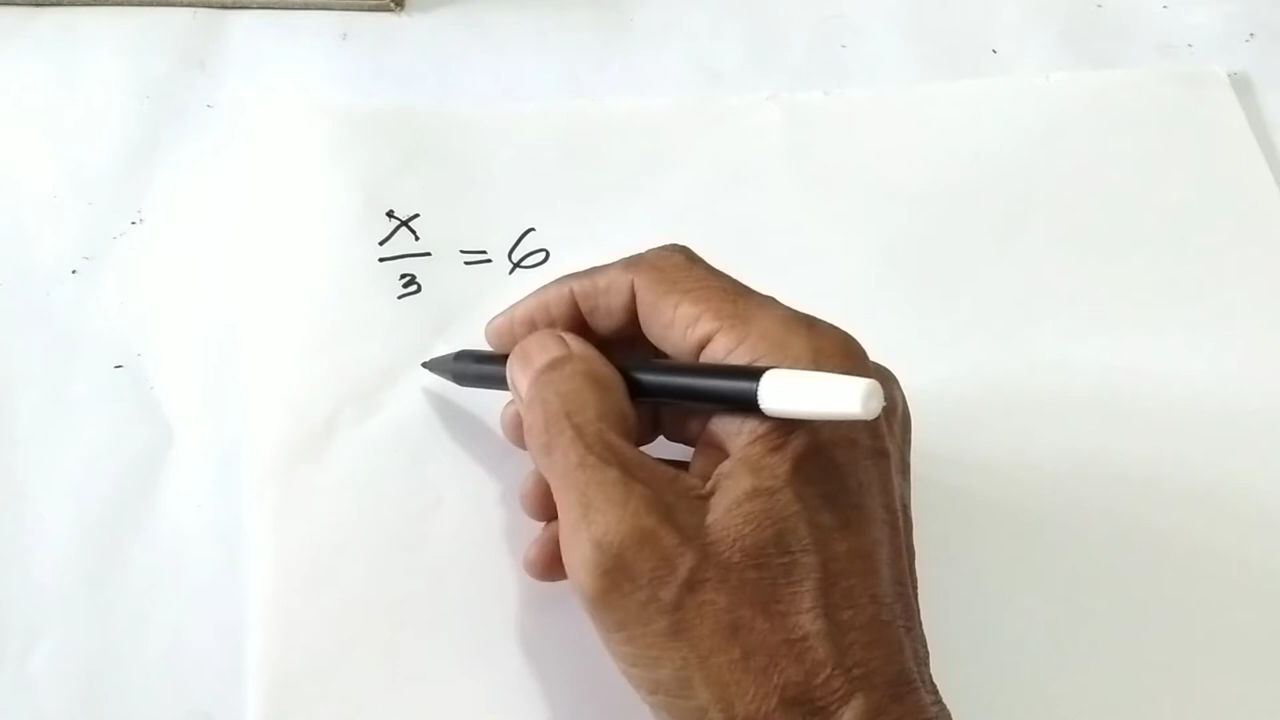 x/3 = 6